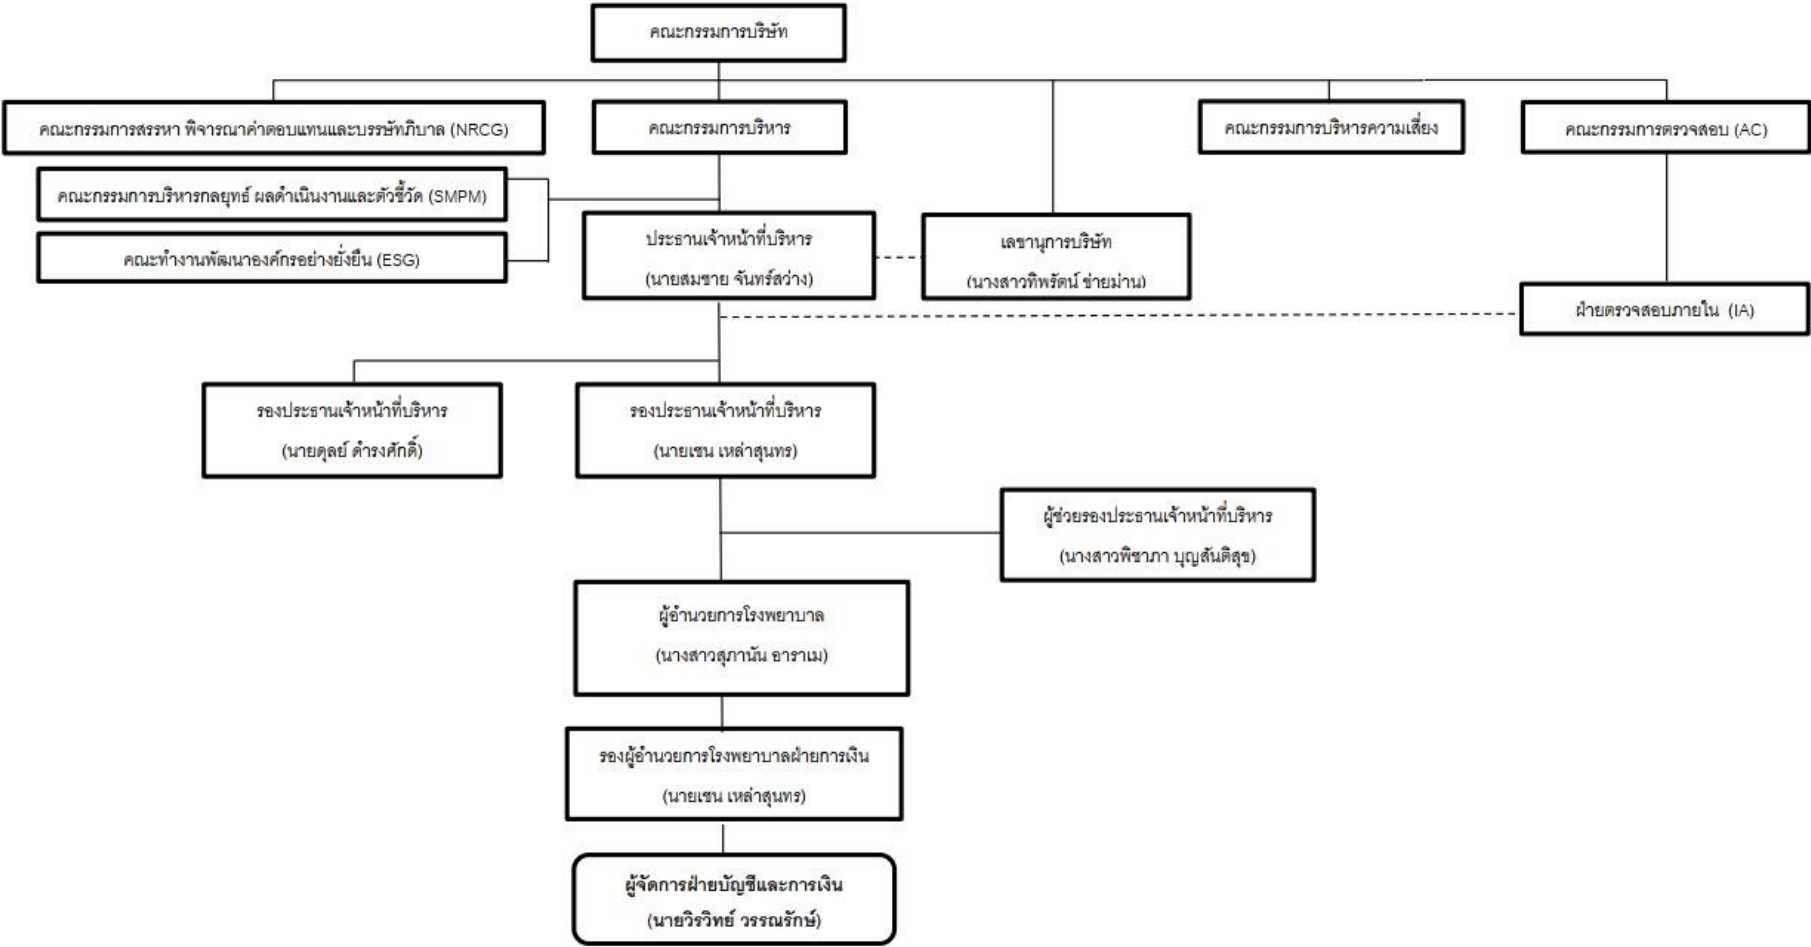 คณะกรรมการบริษัท
คณะกรรมการสรรหา พิจารณาค่าตอบแทนและบรรษัทภิบาล (NRCG)
คณะกรรมการบริหาร
คณะกรรมการบริหารความเสี่ยง
คณะกรรมการตรวจสอบ (AC)
คณะกรรมการบริหารกลยุทธ์ ผลดำเนินงานและตัวชี้วัด (SMPM)
คณะทำงานพัฒนาองค์กรอย่างยั่งยืน (ESG)
ประธานเจ้าหน้าที่บริหาร
(นายสมชาย จันทร์สว่าง)
เลขานุการบริษัท
(นางสาวทิพรัตน์ ข่ายม่าน)
ฝ่ายตรวจสอบภายใน (IA)
รองประธานเจ้าหน้าที่บริหาร
(นายดุลย์ ดำรงศักดิ์)
รองประธานเจ้าหน้าที่บริหาร
(นายเชน เหล่าสุนทร)
ผู้ช่วยรองประธานเจ้าหน้าที่บริหาร
(นางสาวพิชาภา บุญสันติสุข)
ผู้อำนวยการโรงพยาบาล
(นางสาวสุภานัน อาราเม)
รองผู้อำนวยการโรงพยาบาลฝ่ายการเงิน
(นายเชน เหล่าสุนทร)
ผู้จัดการฝ่ายบัญชีและการเงิน
(นายวิรวิทย์ วรรณรักษ์)